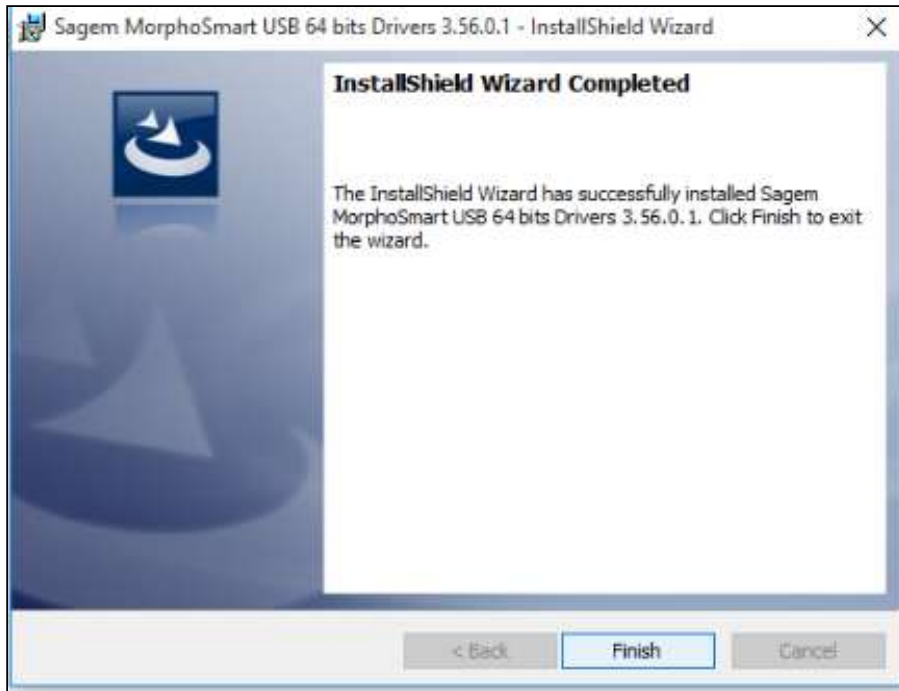 Sagem MorphoSmart USB 64 bits Drivers 3.56.0.1 - InstallShield Wizard
InstallShield Wizard Completed
The InstallShield Wizard has successfully installed Sagem
MorphoSmart USB 64 bits Drivers 3.56.0.1. Click Finish to exit
the wizard.
< Back Finish Cancel